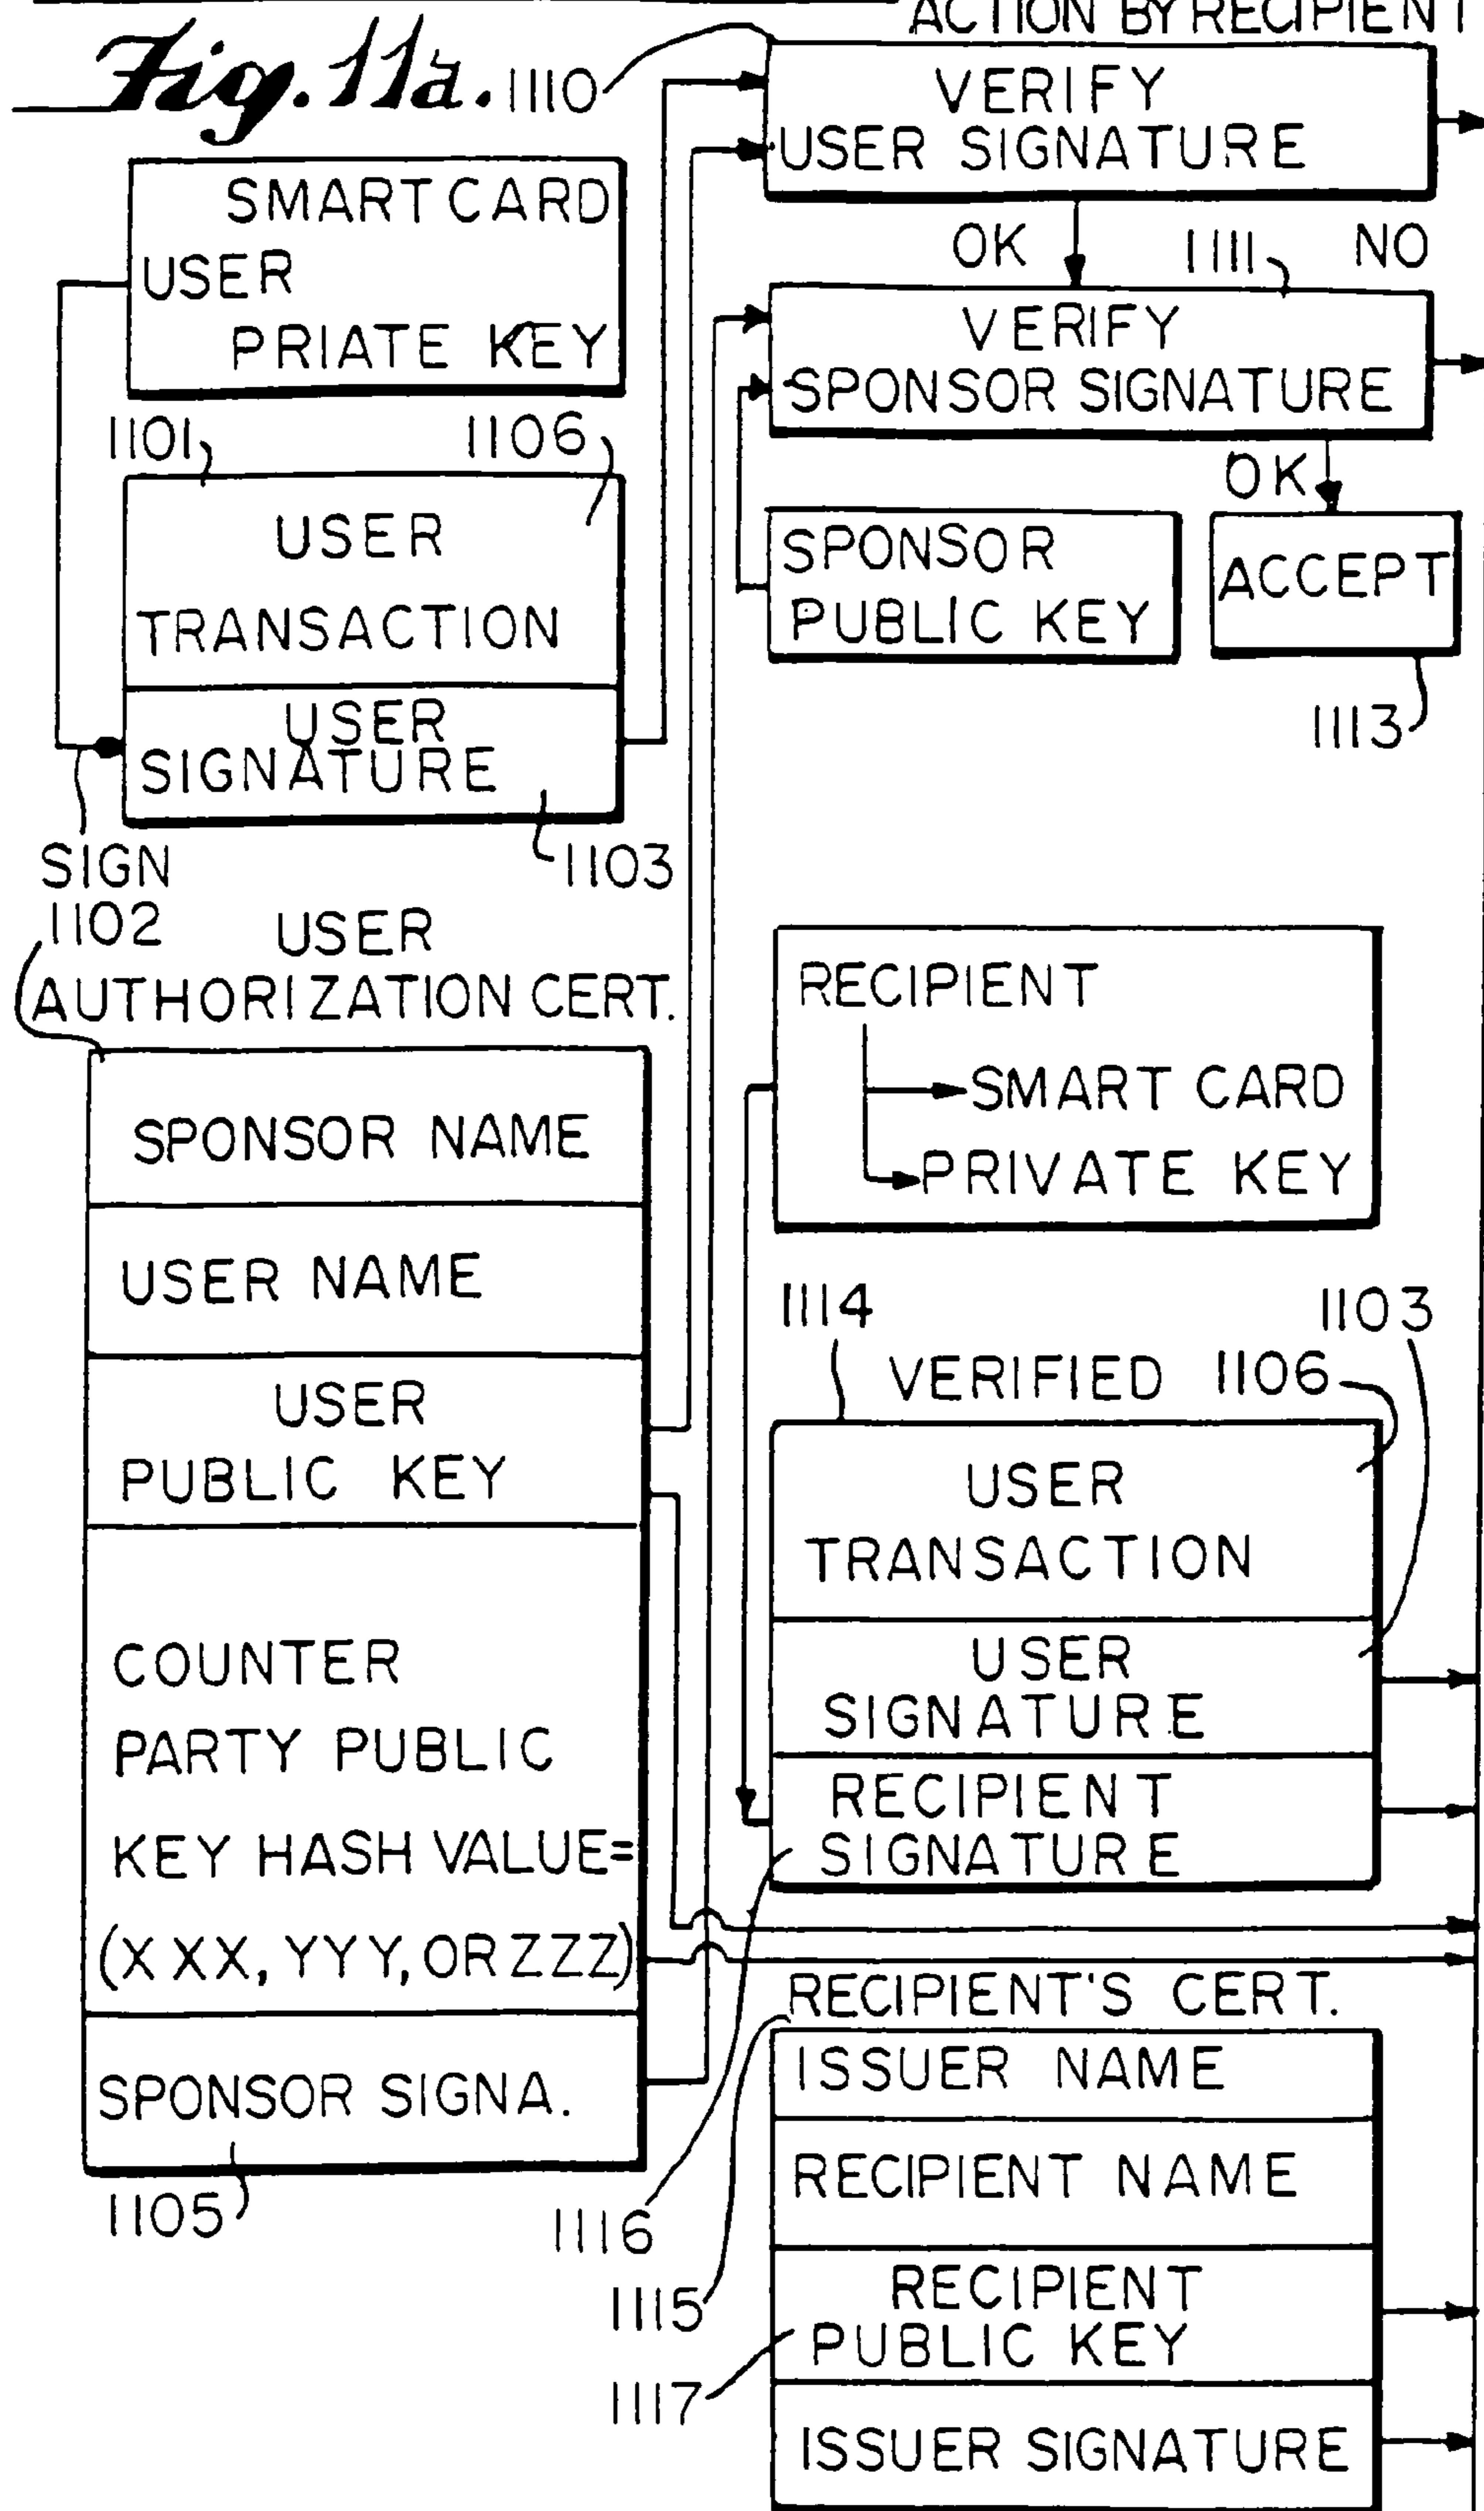 ACTION BY RECIPIENT
Fig. 11a.
1110
VERIFY
USER SIGNATURE
SMART CARD
USER
PRIATE KEY
OK
1111
NO
VERIFY
SPONSOR SIGNATURE
1101
1106
USER
TRANSACTION
USER
SIGNATURE
OK
SPONSOR
PUBLIC KEY
ACCEPT
1113
SIGN
1103
1102
USER
AUTHORIZATION CERT.
SPONSOR NAME
USER NAME
USER
PUBLIC KEY
COUNTER
PARTY PUBLIC
KEY HASH VALUE=
(XXX, YYY, OR ZZZ)
SPONSOR SIGNA.
1105
RECIPIENT
SMART CARD
PRIVATE KEY
1114
1103
VERIFIED 1106
USER
TRANSACTION
USER
SIGNATURE
RECIPIENT
SIGNATURE
RECIPIENT'S CERT.
ISSUER NAME
RECIPIENT NAME
1116
RECIPIENT
PUBLIC KEY
1115
1117
ISSUER SIGNATURE